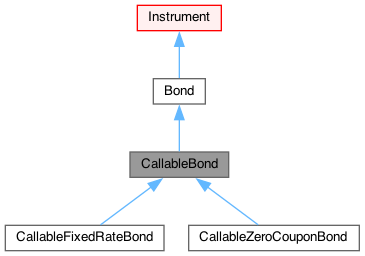 Instrument
Bond
CallableBond
CallableFixedRateBond
CallableZeroCouponBond